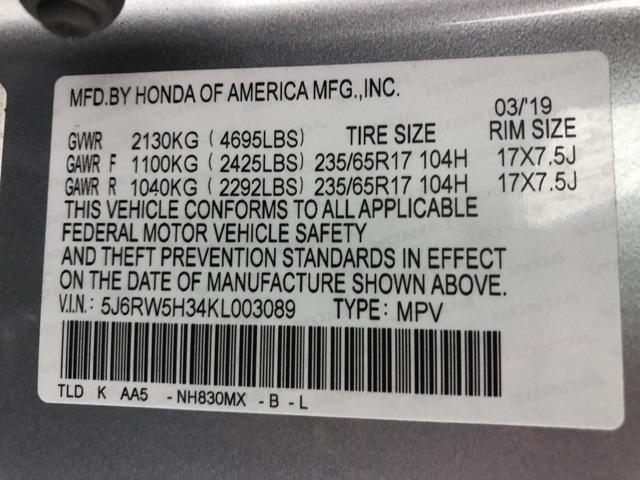 MFD.BY HONDA OF AMERICA MFG.,INC.
03/'19
GVWR 2130KG (4695LBS) TIRE SIZE RIM SIZE
GAWR F 1100KG (2425LBS) 235/65R17 104H 17X7.5J
GAWR R 1040KG (2292LBS) 235/65R17 104H 17X7.5J
THIS VEHICLE CONFORMS TO ALL APPLICABLE
FEDERAL MOTOR VEHICLE SAFETY
AND THEFT PREVENTION STANDARDS IN EFFECT
ON THE DATE OF MANUFACTURE SHOWN ABOVE.
V.I.N.: 5J6RW5H34KL003089 TYPE: MPV
TLD K AA5 -NH830MX -B -L